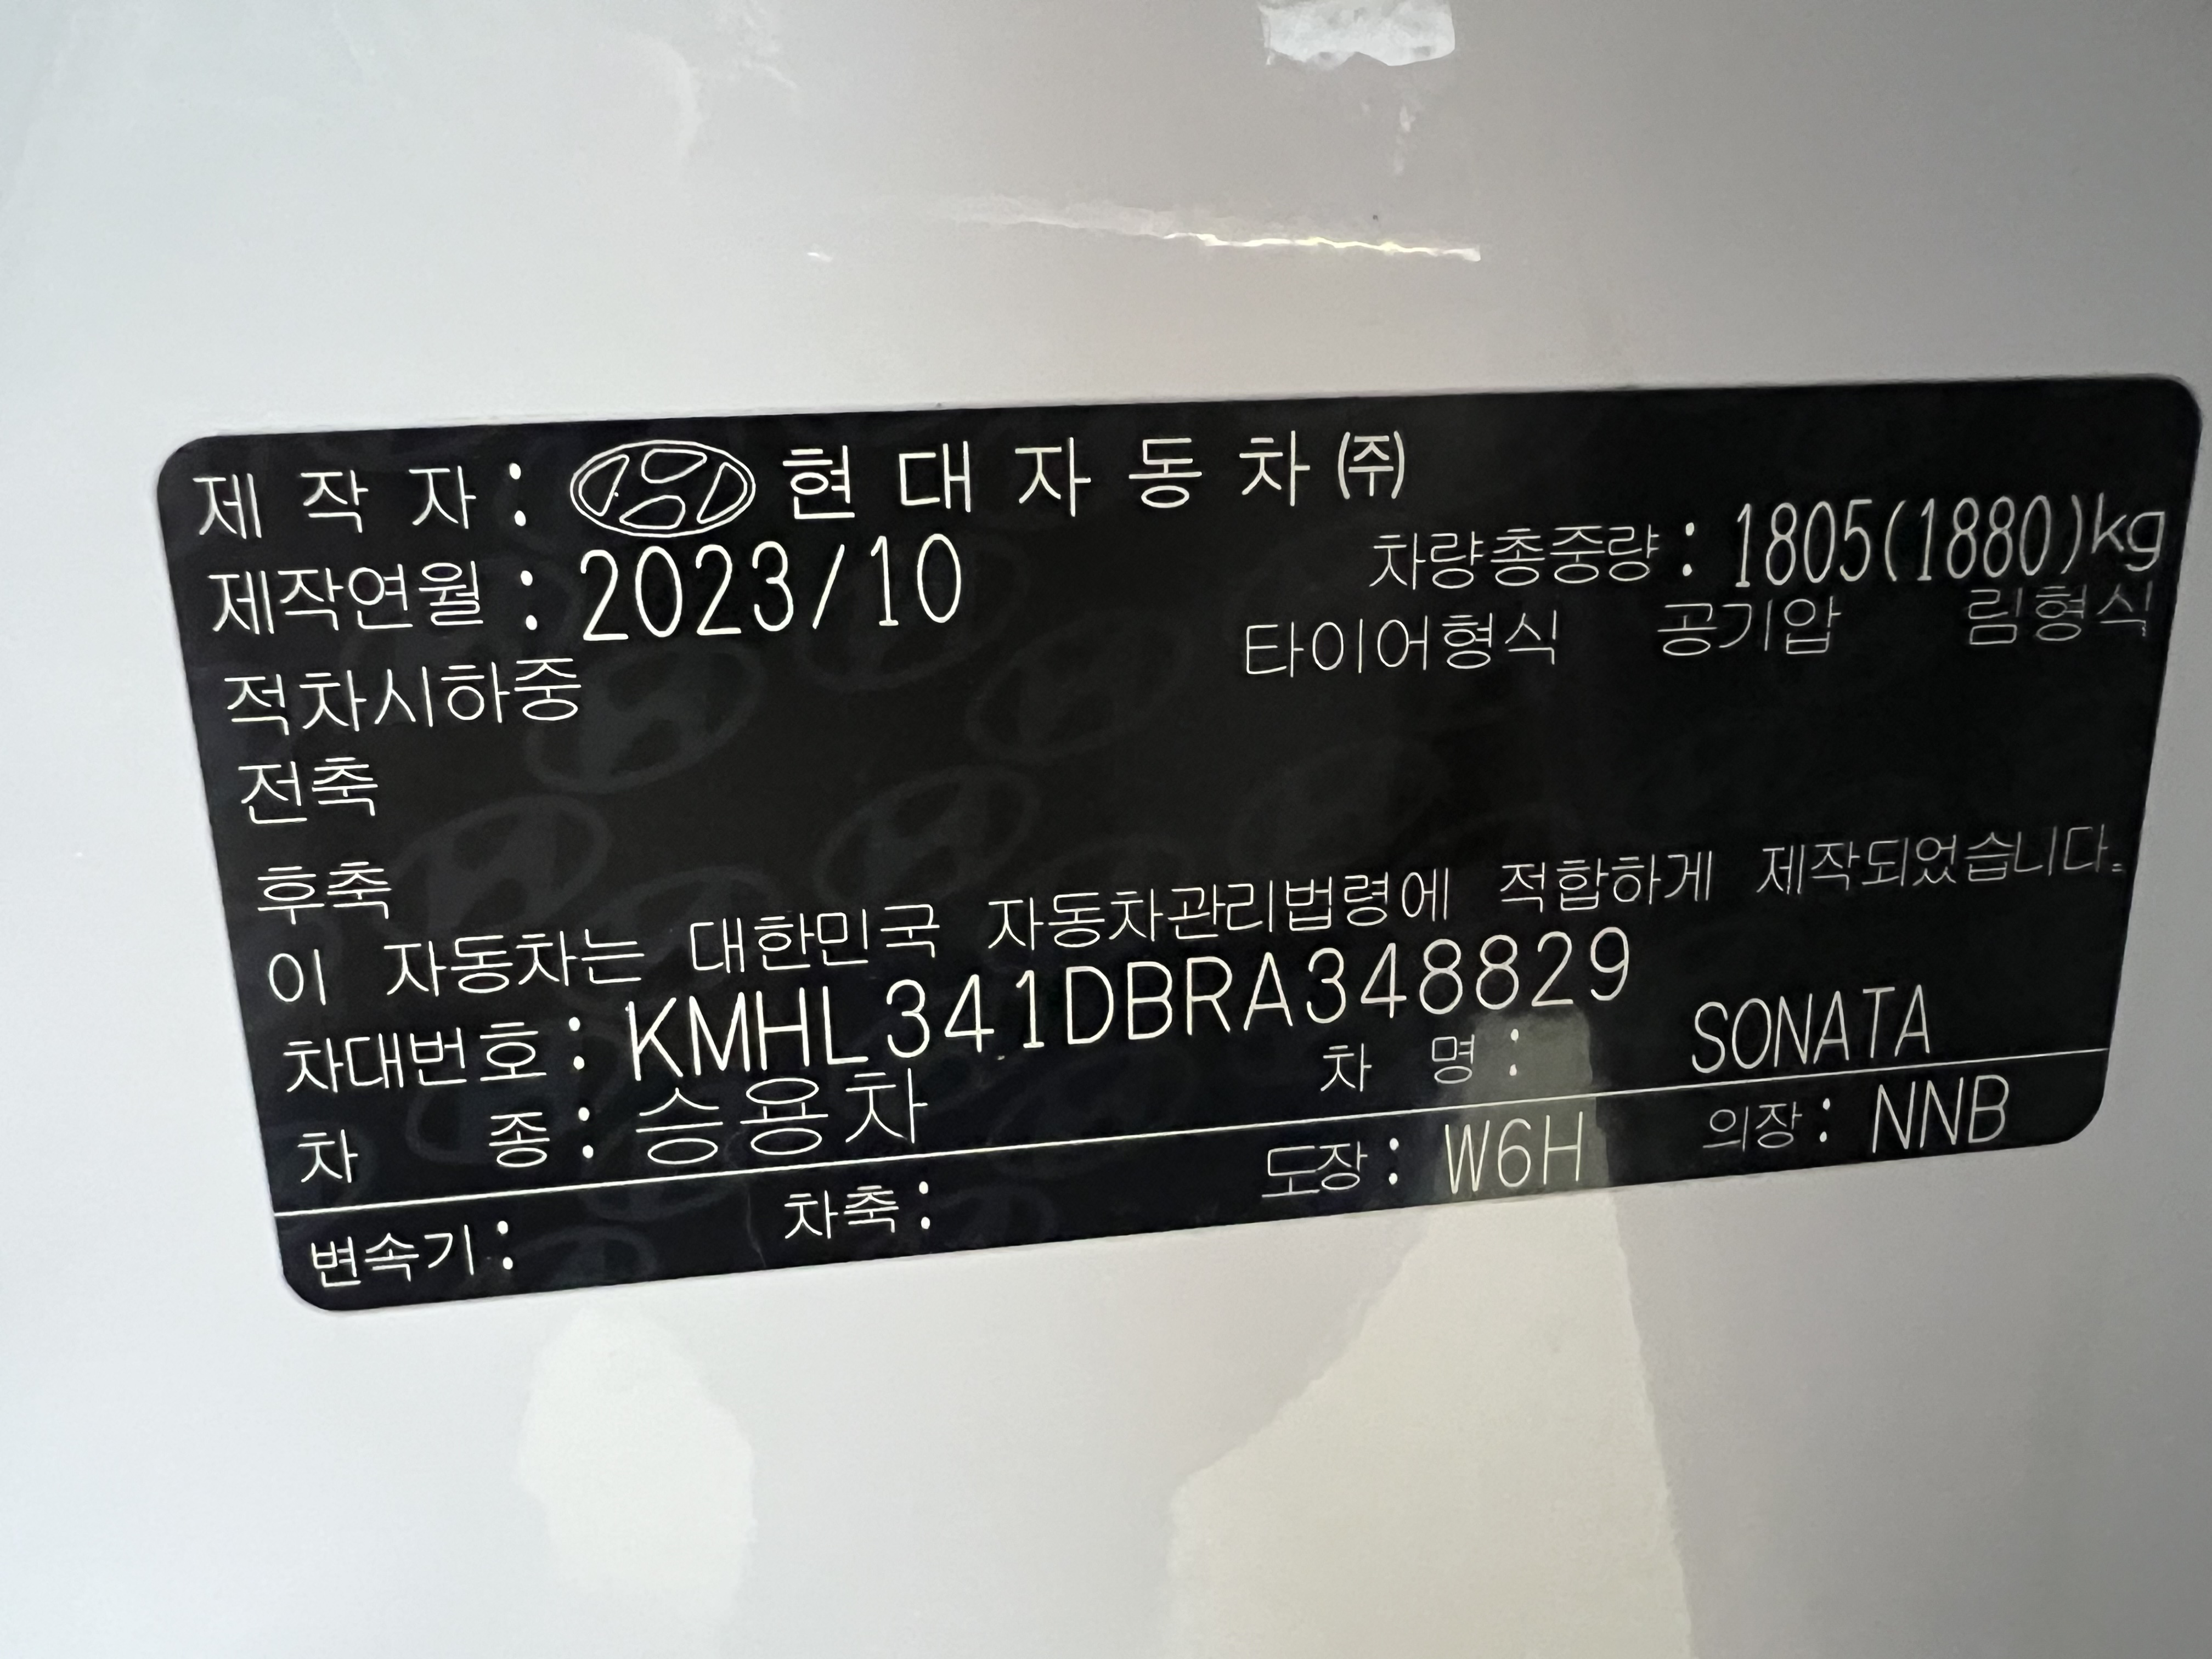 제 작 자 : 현 대 자 동 차 ㈜
제작연월 : 2023/10
차량총중량 : 1805(1880)kg
적차시하중
타이어형식 공기압 림형식
전축
후축
이 자동차는 대한민국 자동차관리법령에 적합하게 제작되었습니다.
차대번호 : KMHL341DBRA348829
차 종 : 승용차 차 명 : SONATA
변속기 : 차축 : 도장 : W6H 의장 : NNB